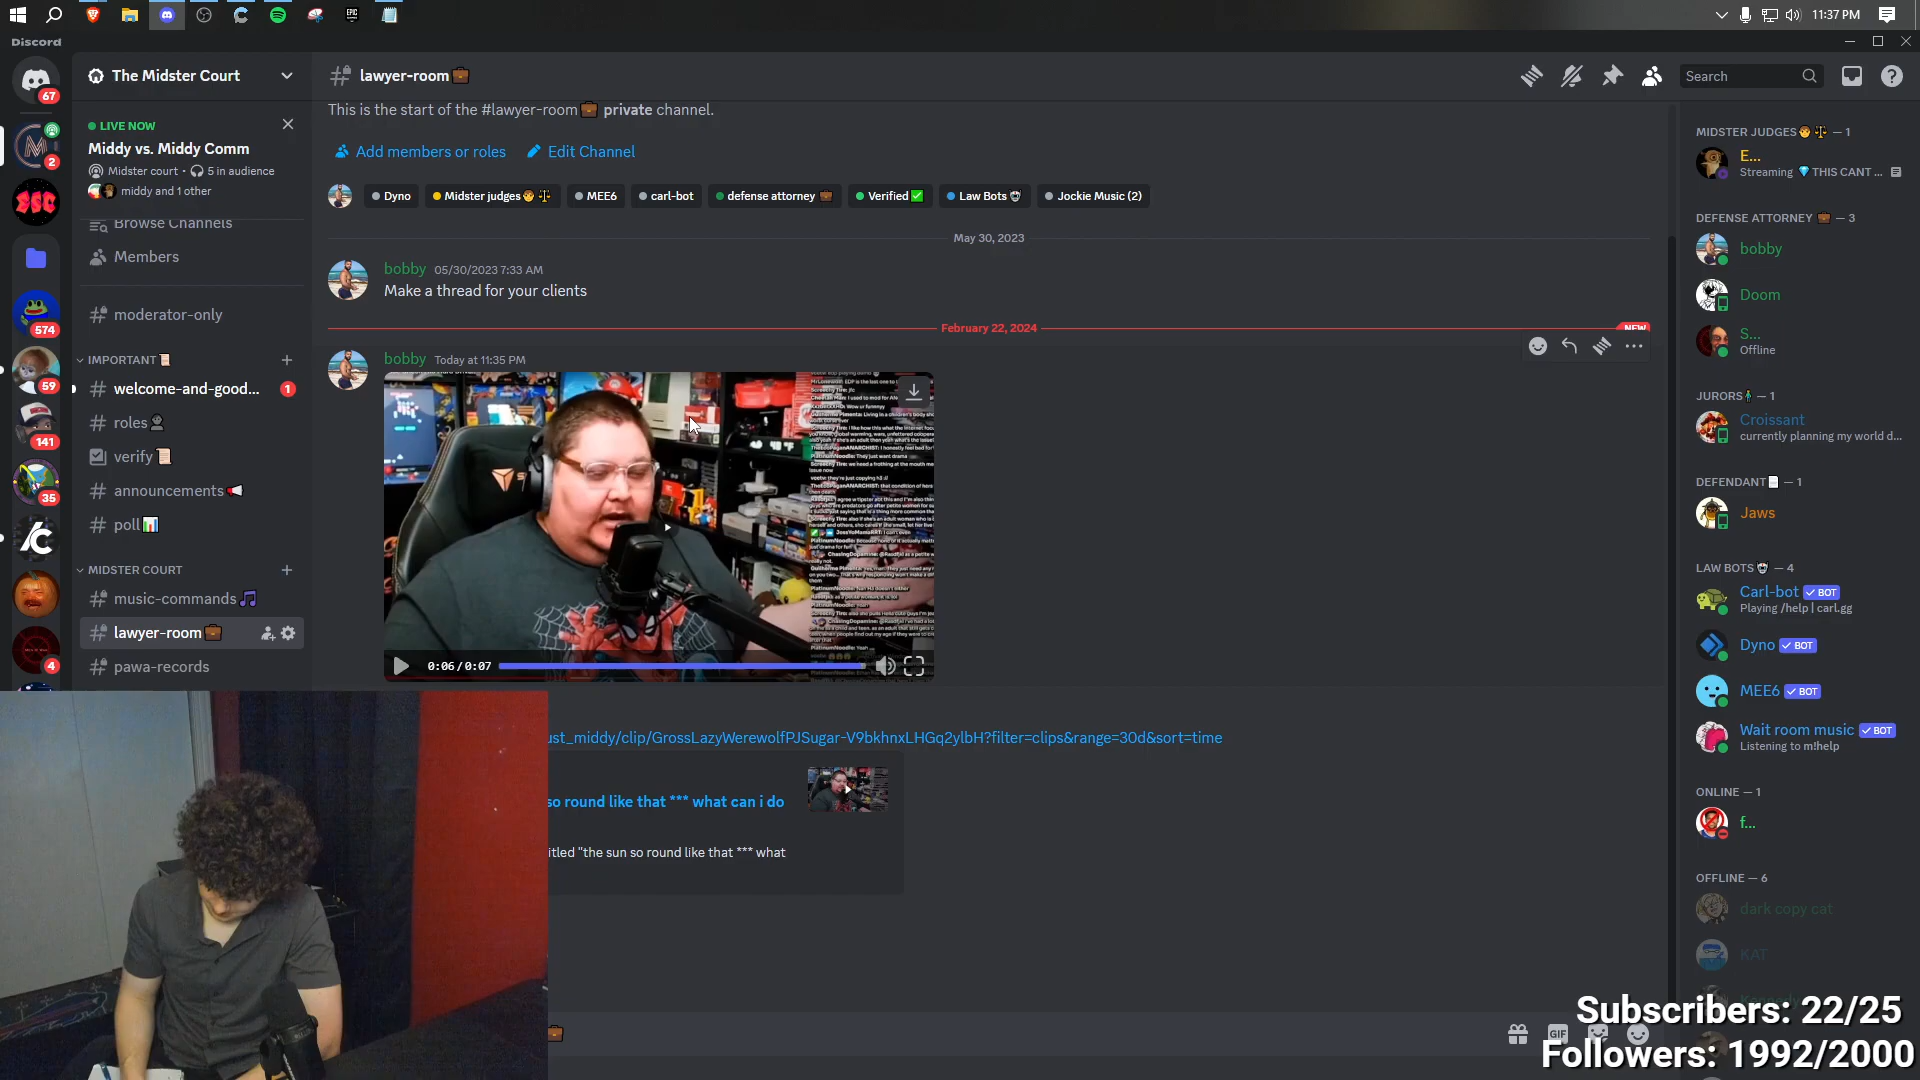 11:37 PM
Discord
67
The Midster Court
lawyer-room
Search
LIVE NOW
Middy vs. Middy Comm
Midster court • 5 in audience
middy and 1 other
2
Browse Channels
Members
574
moderator-only
59
IMPORTANT
welcome-and-good...
1
roles
141
verify
announcements
35
poll
MIDSTER COURT
music-commands
lawyer-room
4
pawa-records
This is the start of the #lawyer-room private channel.
Add members or roles
Edit Channel
Dyno
Midster judges
MEE6
carl-bot
defense attorney
Verified
Law Bots
Jockie Music (2)
May 30, 2023
bobby 05/30/2023 7:33 AM
Make a thread for your clients
February 22, 2024
NEW
bobby Today at 11:35 PM
0:06 / 0:07
ust_middy/clip/GrossLazyWerewolfPJSugar-V9bkhnxLHGq2ylbH?filter=clips&range=30d&sort=time
so round like that *** what can i do
itled "the sun so round like that *** what
GIF
MIDSTER JUDGES — 1
E...
Streaming THIS CANT ...
DEFENSE ATTORNEY — 3
bobby
Doom
S...
Offline
JURORS — 1
Croissant
currently planning my world d...
DEFENDANT — 1
Jaws
LAW BOTS — 4
Carl-bot BOT
Playing /help | carl.gg
Dyno BOT
MEE6 BOT
Wait room music BOT
Listening to m!help
ONLINE — 1
f...
OFFLINE — 6
dark copy cat
KAT
Subscribers: 22/25
Followers: 1992/2000